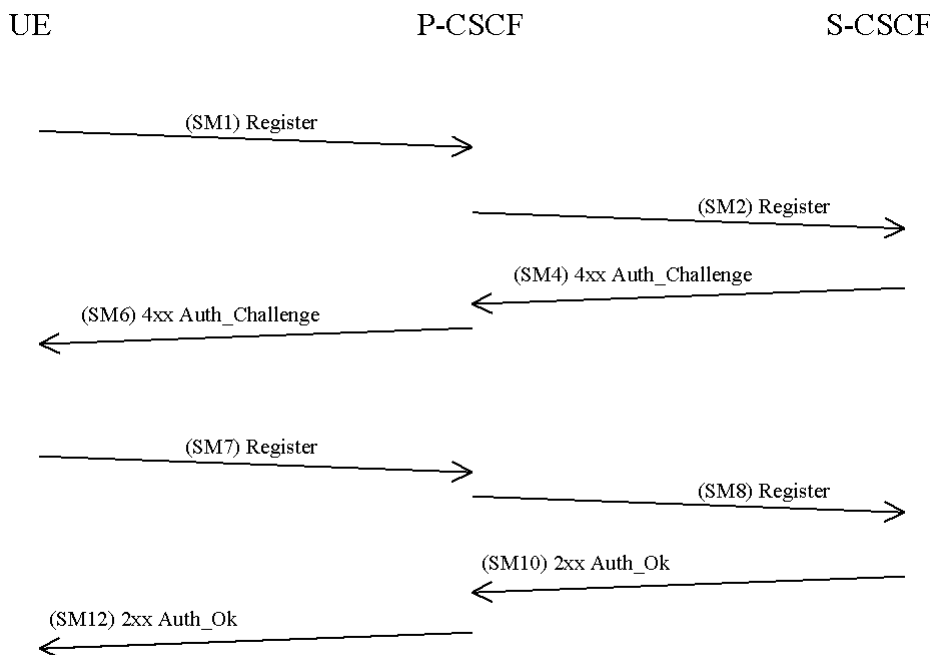 UE P-CSCF S-CSCF
(SM1) Register
(SM2) Register
(SM4) 4xx Auth_Challenge
(SM6) 4xx Auth_Challenge
(SM7) Register
(SM8) Register
(SM10) 2xx Auth_Ok
(SM12) 2xx Auth_Ok